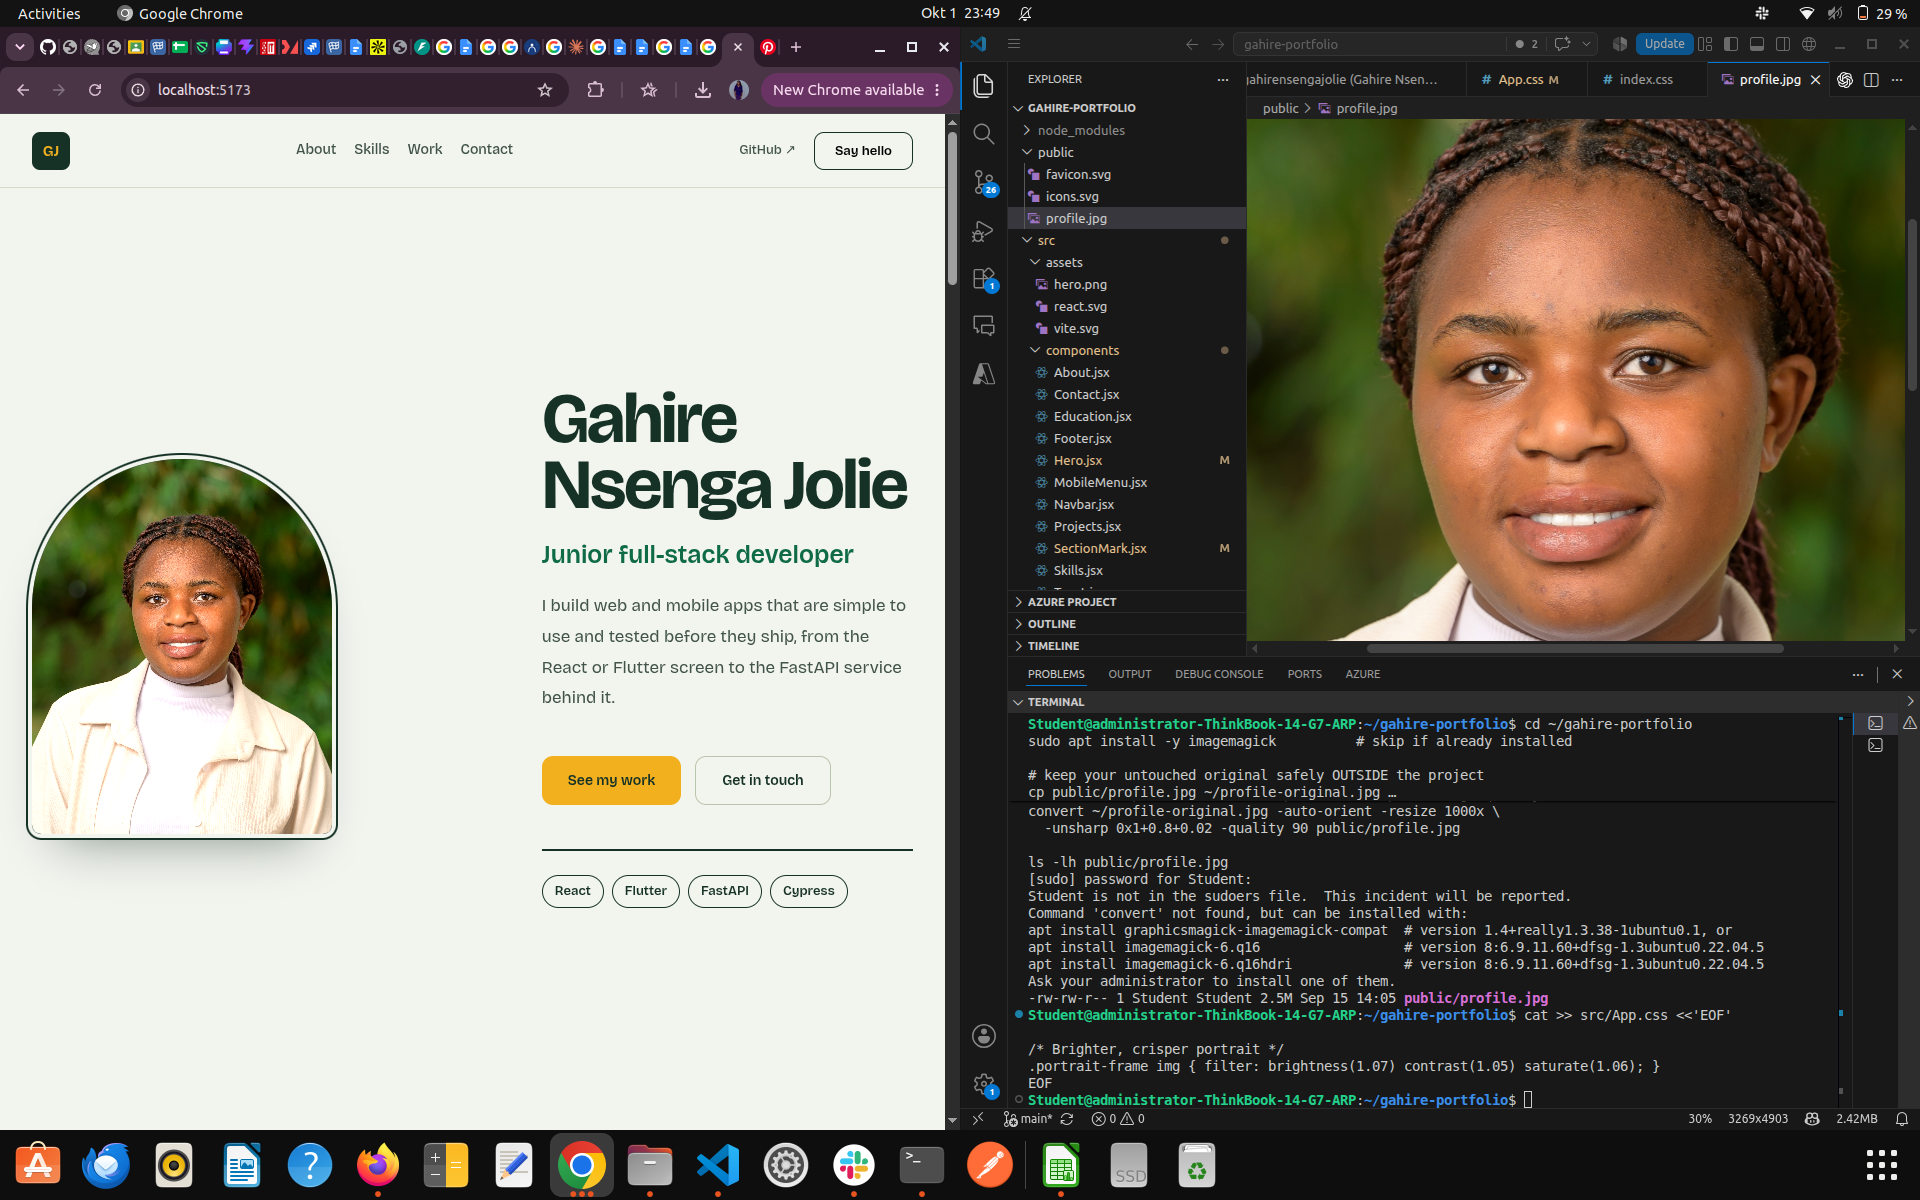 Activities
Google Chrome
Okt 1 23:49
29 %
localhost:5173
New Chrome available
GJ
About
Skills
Work
Contact
GitHub ↗
Say hello
Gahire
Nsenga Jolie
Junior full-stack developer
I build web and mobile apps that are simple to
use and tested before they ship, from the
React or Flutter screen to the FastAPI service
behind it.
See my work
Get in touch
React
Flutter
FastAPI
Cypress
gahire-portfolio
2
Update
EXPLORER
gahirensengajolie (Gahire Nsen...
# App.css M
# index.css
profile.jpg
public > profile.jpg
GAHIRE-PORTFOLIO
node_modules
public
favicon.svg
icons.svg
profile.jpg
src
assets
hero.png
react.svg
vite.svg
components
About.jsx
Contact.jsx
Education.jsx
Footer.jsx
Hero.jsx M
MobileMenu.jsx
Navbar.jsx
Projects.jsx
SectionMark.jsx M
Skills.jsx
AZURE PROJECT
OUTLINE
TIMELINE
26
1
1
PROBLEMS
OUTPUT
DEBUG CONSOLE
PORTS
AZURE
TERMINAL
Student@administrator-ThinkBook-14-G7-ARP:~/gahire-portfolio$ cd ~/gahire-portfolio
sudo apt install -y imagemagick # skip if already installed
# keep your untouched original safely OUTSIDE the project
cp public/profile.jpg ~/profile-original.jpg …
convert ~/profile-original.jpg -auto-orient -resize 1000x \
-unsharp 0x1+0.8+0.02 -quality 90 public/profile.jpg
ls -lh public/profile.jpg
[sudo] password for Student:
Student is not in the sudoers file. This incident will be reported.
Command 'convert' not found, but can be installed with:
apt install graphicsmagick-imagemagick-compat # version 1.4+really1.3.38-1ubuntu0.1, or
apt install imagemagick-6.q16 # version 8:6.9.11.60+dfsg-1.3ubuntu0.22.04.5
apt install imagemagick-6.q16hdri # version 8:6.9.11.60+dfsg-1.3ubuntu0.22.04.5
Ask your administrator to install one of them.
-rw-rw-r-- 1 Student Student 2.5M Sep 15 14:05 public/profile.jpg
Student@administrator-ThinkBook-14-G7-ARP:~/gahire-portfolio$ cat >> src/App.css <<'EOF'
/* Brighter, crisper portrait */
.portrait-frame img { filter: brightness(1.07) contrast(1.05) saturate(1.06); }
EOF
Student@administrator-ThinkBook-14-G7-ARP:~/gahire-portfolio$
main*
0
0
30%
3269x4903
2.42MB
SSD